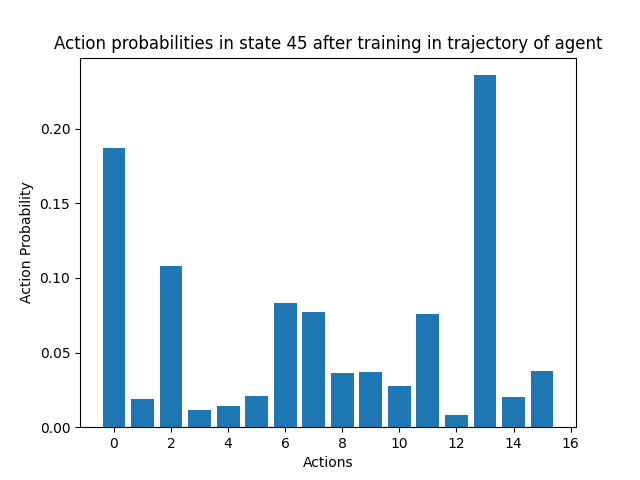 Action probabilities in state 45 after training in trajectory of agent
0.20
0.15
0.10
0.05
0.00
Action Probability
0 2 4 6 8 10 12 14 16
Actions